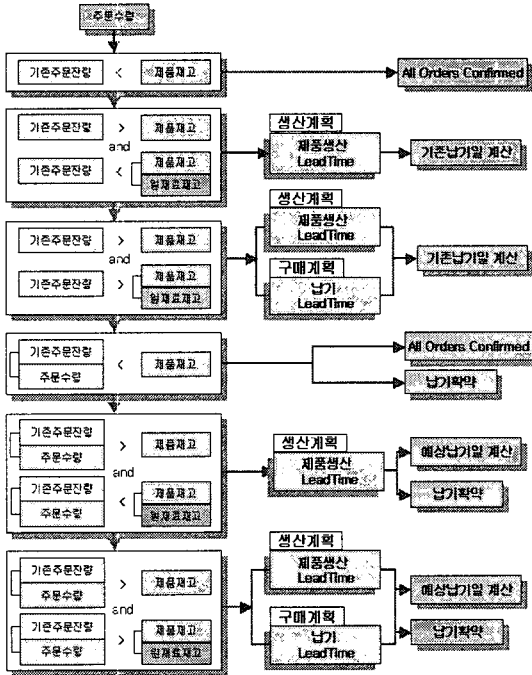 주문수량
기존주문잔량 < 제품재고
All Orders Confirmed
기존주문잔량 > 제품재고
and
기존주문잔량 < 제품재고
원재료재고
생산계획
제품생산
LeadTime
기존납기일 계산
기존주문잔량 > 제품재고
and
기존주문잔량 > 제품재고
원재료재고
생산계획
제품생산
LeadTime
구매계획
납기
LeadTime
기존납기일 계산
기존주문잔량
주문수량
< 제품재고
All Orders Confirmed
납기확약
기존주문잔량
주문수량
> 제품재고
and
기존주문잔량
주문수량
< 제품재고
원재료재고
생산계획
제품생산
LeadTime
예상납기일 계산
납기확약
기존주문잔량
주문수량
> 제품재고
and
기존주문잔량
주문수량
> 제품재고
원재료재고
생산계획
제품생산
LeadTime
구매계획
납기
LeadTime
예상납기일 계산
납기확약